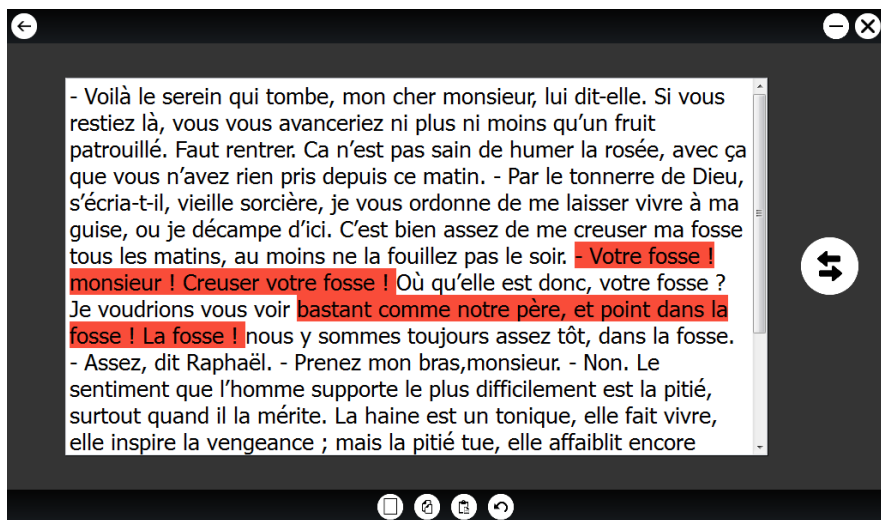 - Voilà le serein qui tombe, mon cher monsieur, lui dit-elle. Si vous
restiez là, vous vous avanceriez ni plus ni moins qu’un fruit
patrouillé. Faut rentrer. Ca n’est pas sain de humer la rosée, avec ça
que vous n’avez rien pris depuis ce matin. - Par le tonnerre de Dieu,
s’écria-t-il, vieille sorcière, je vous ordonne de me laisser vivre à ma
guise, ou je décampe d’ici. C’est bien assez de me creuser ma fosse
tous les matins, au moins ne la fouillez pas le soir. - Votre fosse !
monsieur ! Creuser votre fosse ! Où qu’elle est donc, votre fosse ?
Je voudrions vous voir bastant comme notre père, et point dans la
fosse ! La fosse ! nous y sommes toujours assez tôt, dans la fosse.
- Assez, dit Raphaël. - Prenez mon bras,monsieur. - Non. Le
sentiment que l’homme supporte le plus difficilement est la pitié,
surtout quand il la mérite. La haine est un tonique, elle fait vivre,
elle inspire la vengeance ; mais la pitié tue, elle affaiblit encore